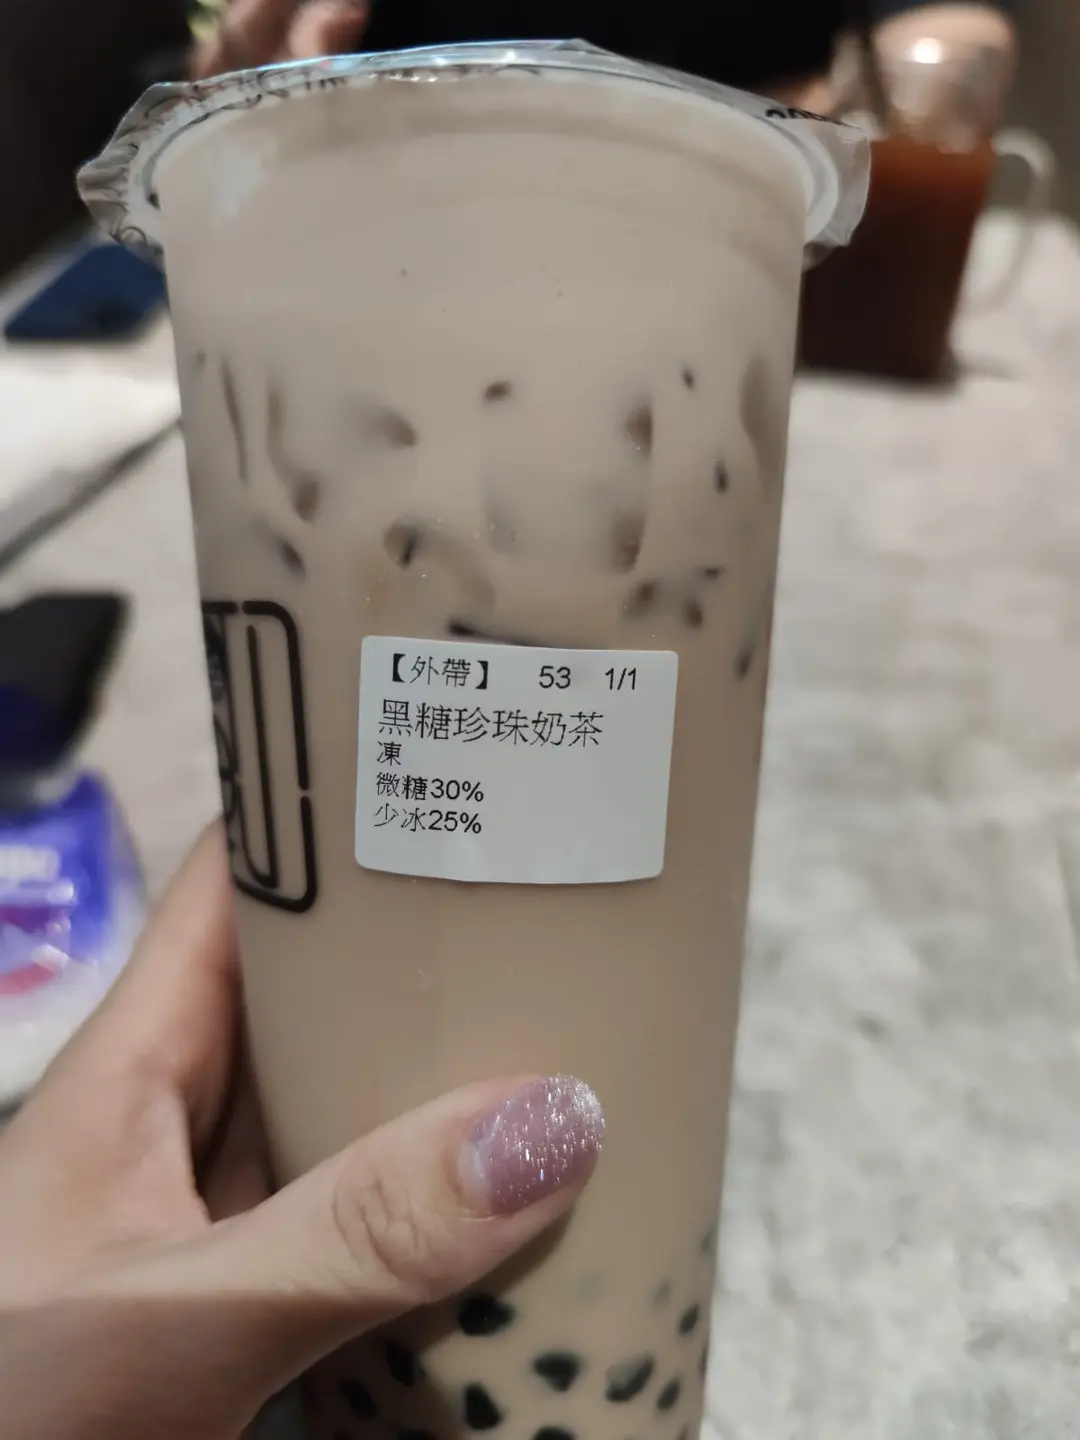 【外帶】 53 1/1
黑糖珍珠奶茶
凍
微糖30%
少冰25%